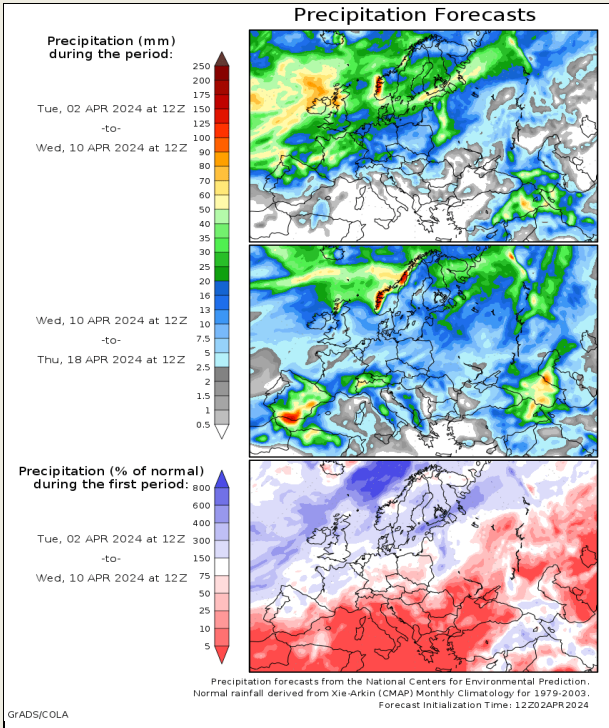 Precipitation Forecasts
Precipitation (mm)
during the period:
Tue, 02 APR 2024 at 12Z
-to-
Wed, 10 APR 2024 at 12Z
250
200
175
150
125
100
90
80
70
60
50
40
35
30
25
20
16
13
10
7.5
5
2.5
2
1.5
1
0.5
Wed, 10 APR 2024 at 12Z
-to-
Thu, 18 APR 2024 at 12Z
Precipitation (% of normal)
during the first period:
Tue, 02 APR 2024 at 12Z
-to-
Wed, 10 APR 2024 at 12Z
800
600
400
300
150
75
50
25
10
5
Precipitation forecasts from the National Centers for Environmental Prediction.
Normal rainfall derived from Xie-Arkin (CMAP) Monthly Climatology for 1979-2003.
Forecast Initialization Time: 12Z02APR2024
GrADS/COLA